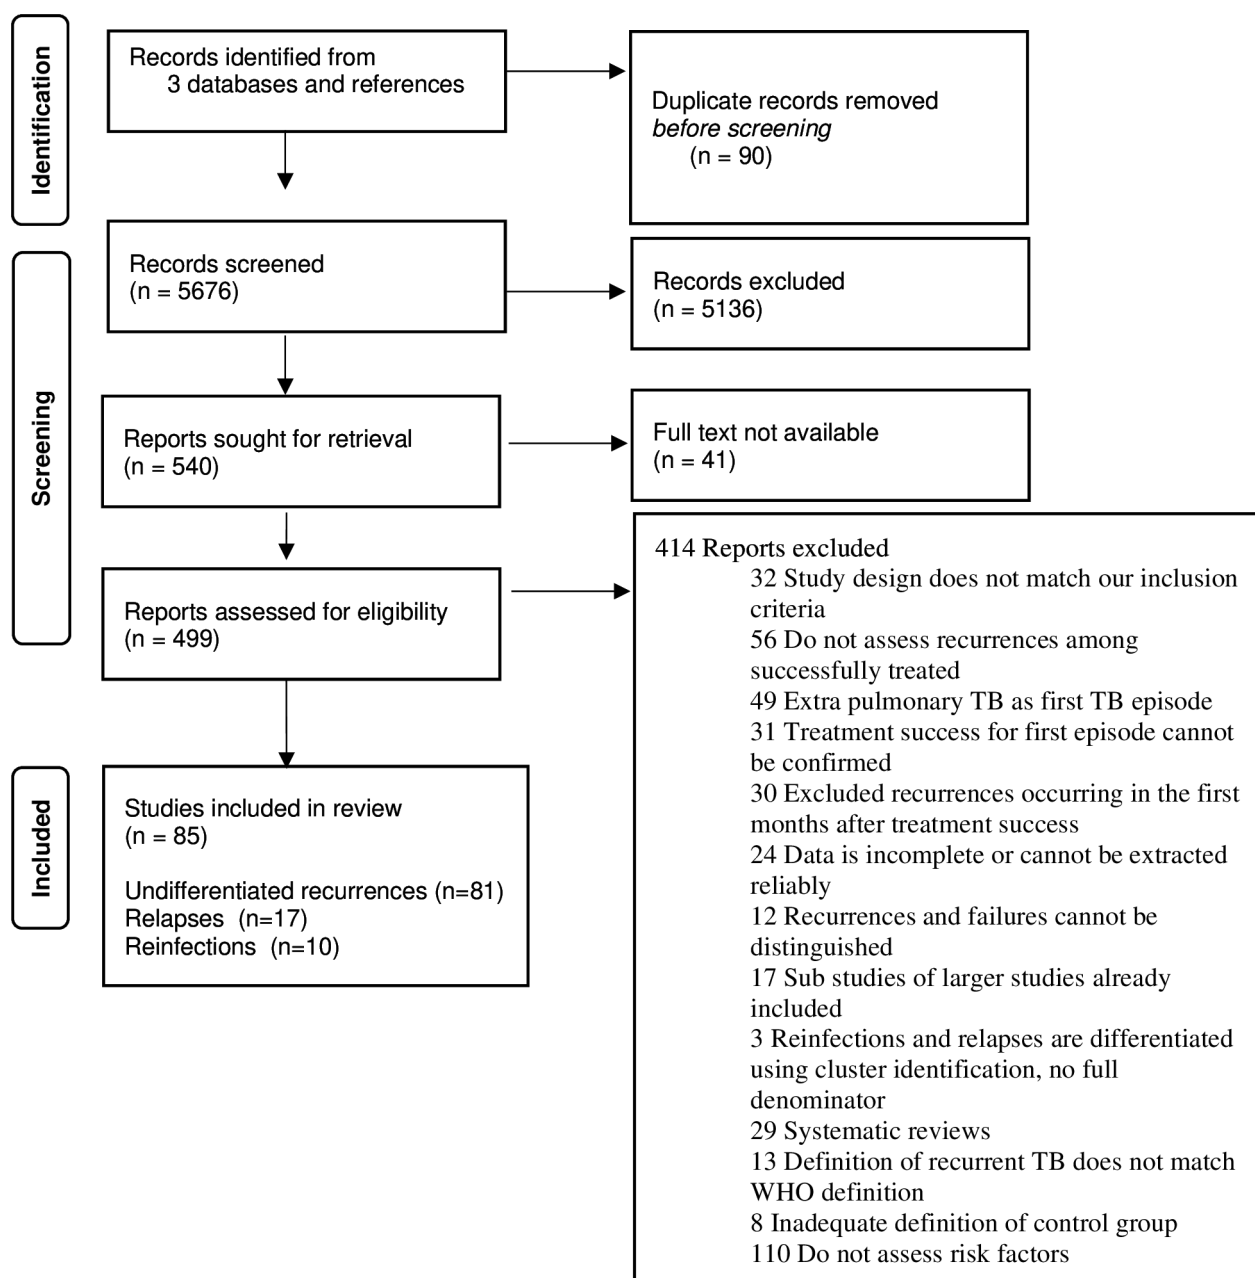 Identification
Records identified from
3 databases and references
Duplicate records removed
before screening
(n = 90)
Screening
Records screened
(n = 5676)
Records excluded
(n = 5136)
Reports sought for retrieval
(n = 540)
Full text not available
(n = 41)
Reports assessed for eligibility
(n = 499)
414 Reports excluded
32 Study design does not match our inclusion
criteria
56 Do not assess recurrences among
successfully treated
49 Extra pulmonary TB as first TB episode
31 Treatment success for first episode cannot
be confirmed
30 Excluded recurrences occurring in the first
months after treatment success
24 Data is incomplete or cannot be extracted
reliably
12 Recurrences and failures cannot be
distinguished
17 Sub studies of larger studies already
included
3 Reinfections and relapses are differentiated
using cluster identification, no full
denominator
29 Systematic reviews
13 Definition of recurrent TB does not match
WHO definition
8 Inadequate definition of control group
110 Do not assess risk factors
Included
Studies included in review
(n = 85)
Undifferentiated recurrences (n=81)
Relapses (n=17)
Reinfections (n=10)